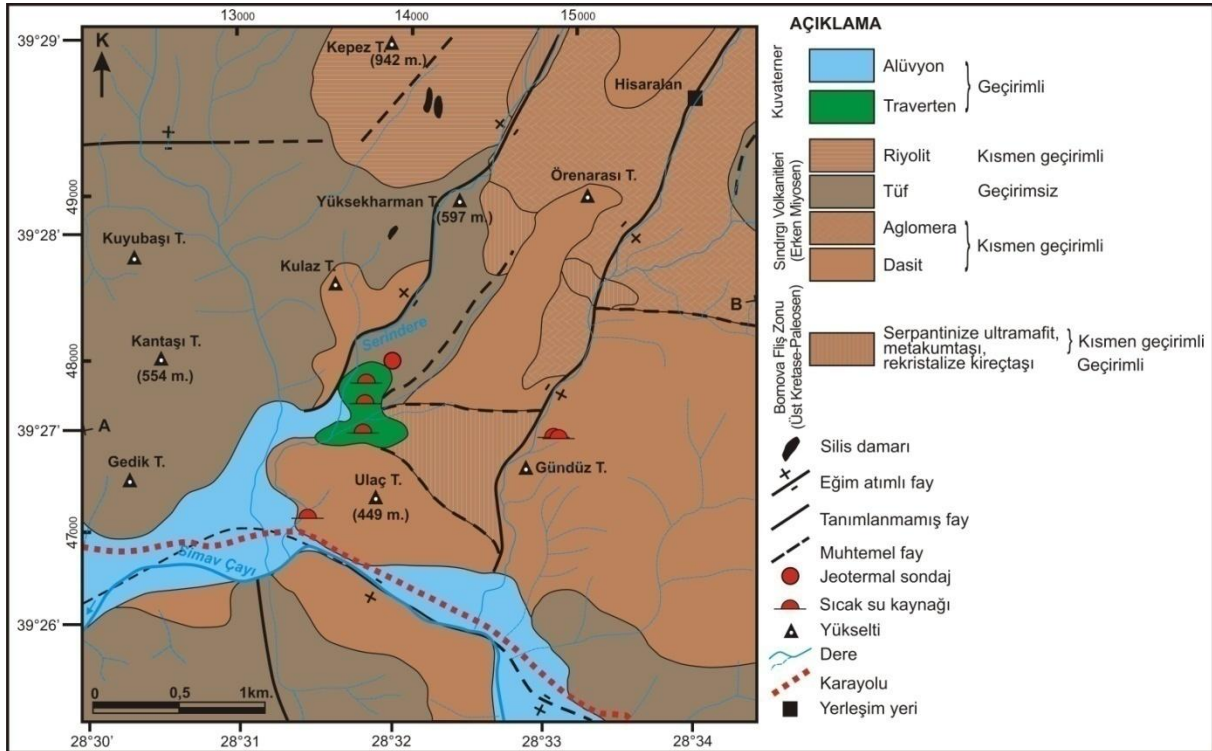 13000
14000
15000
39°29'
K
Kepez T.
(942 m.)
Hisaralan
49000
Yüksekharman T.
(597 m.)
Örenarası T.
39°28'
Kuyubaşı T.
Kulaz T.
B
Serindere
48000
Kantaşı T.
(554 m.)
39°27'
A
Gedik T.
Ulaç T.
(449 m.)
Gündüz T.
47000
Simav Çayı
39°26'
0
0,5
1km.
28°30'
28°31'
28°32'
28°33'
28°34'
AÇIKLAMA
Kuvaterner
Alüvyon
Traverten
Geçirimli
Sındırgı Volkanitleri
(Erken Miyosen)
Riyolit
Kısmen geçirimli
Tüf
Geçirimsiz
Aglomera
Dasit
Kısmen geçirimli
Bornova Fliş Zonu
(Üst Kretase-Paleosen)
Serpantinize ultramafit,
metakumtaşı,
rekristalize kireçtaşı
Kısmen geçirimli
Geçirimli
Silis damarı
Eğim atımlı fay
Tanımlanmamış fay
Muhtemel fay
Jeotermal sondaj
Sıcak su kaynağı
Yükselti
Dere
Karayolu
Yerleşim yeri